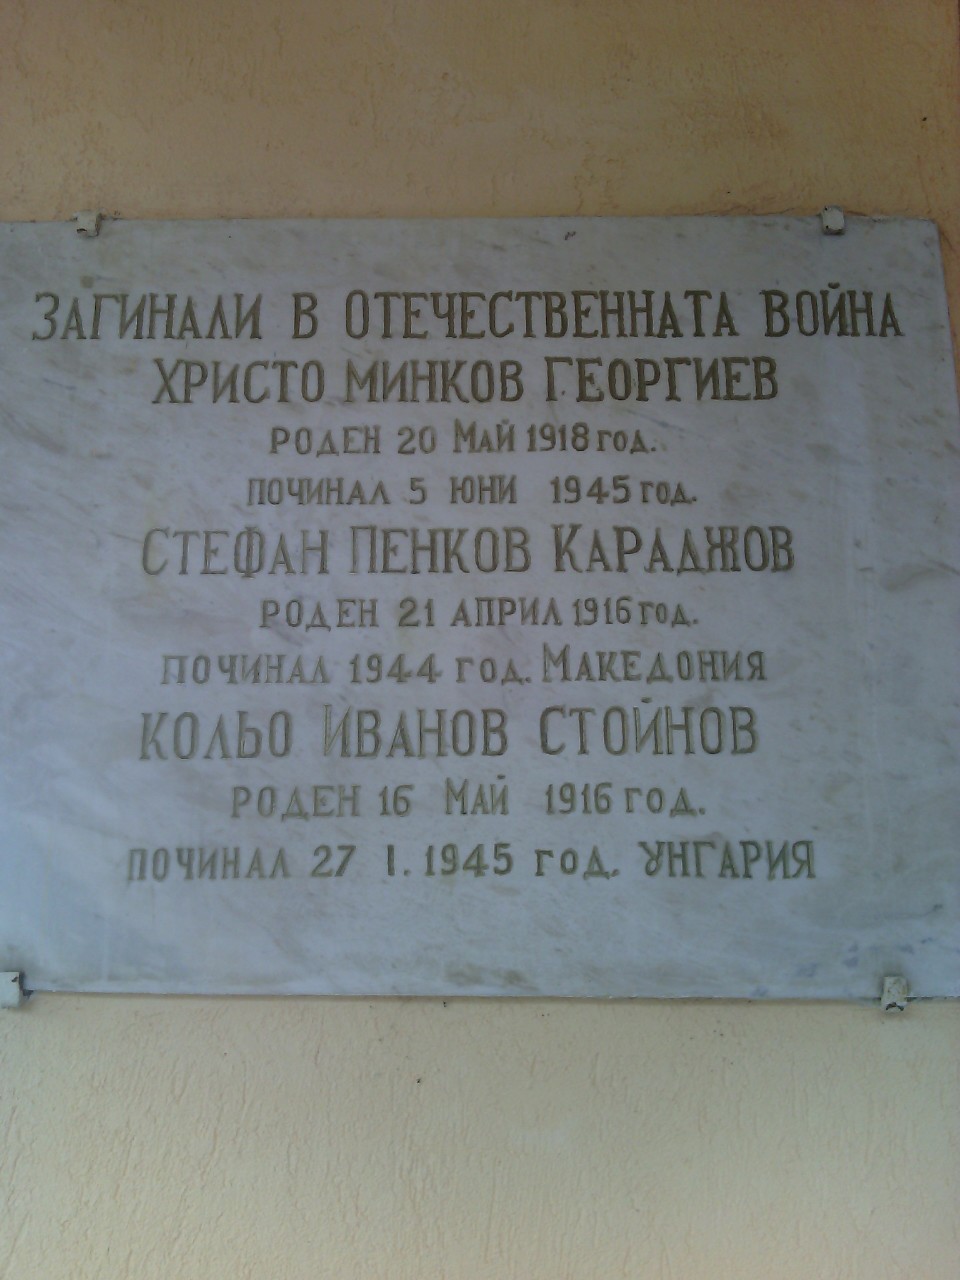 ЗАГИНАЛИ В ОТЕЧЕСТВЕННАТА ВОЙНА
ХРИСТО МИНКОВ ГЕОРГИЕВ
РОДЕН 20 МАЙ 1918 год.
ПОЧИНАЛ 5 ЮНИ 1945 год.
СТЕФАН ПЕНКОВ КАРАДЖОВ
РОДЕН 21 АПРИЛ 1916 год.
ПОЧИНАЛ 1944 год. МАКЕДОНИЯ
КОЛЬО ИВАНОВ СТОЙНОВ
РОДЕН 16 МАЙ 1916 год.
ПОЧИНАЛ 27 I. 1945 год. УНГАРИЯ